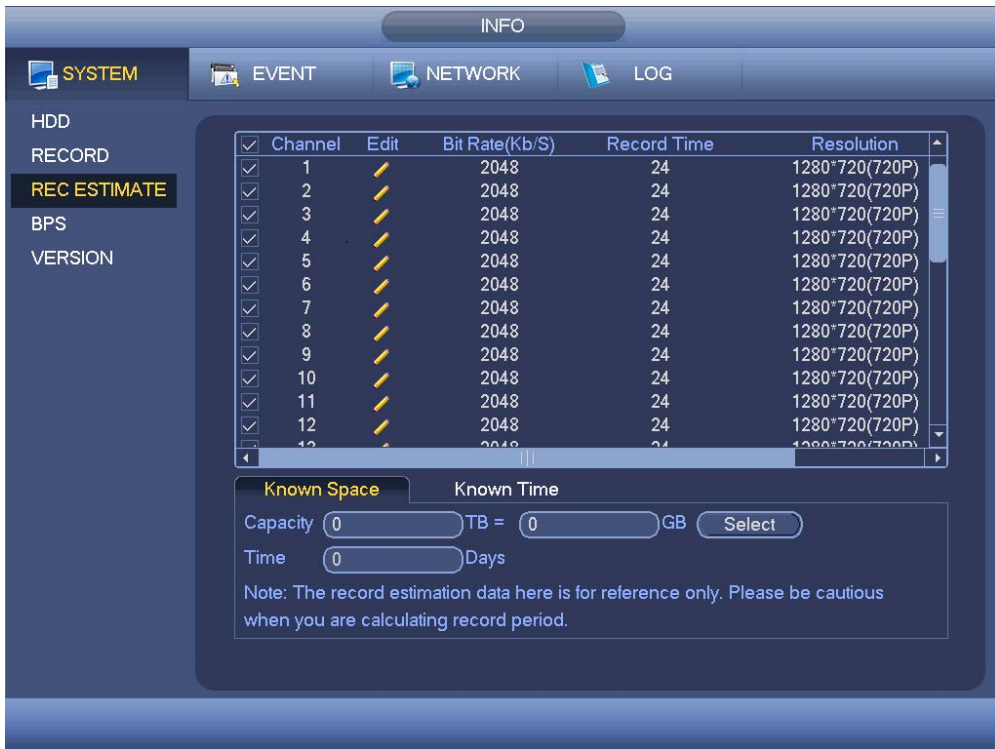 INFO
SYSTEM EVENT NETWORK LOG
HDD
RECORD
REC ESTIMATE
BPS
VERSION
Channel Edit Bit Rate(Kb/S) Record Time Resolution
1 2048 24 1280*720(720P)
2 2048 24 1280*720(720P)
3 2048 24 1280*720(720P)
4 2048 24 1280*720(720P)
5 2048 24 1280*720(720P)
6 2048 24 1280*720(720P)
7 2048 24 1280*720(720P)
8 2048 24 1280*720(720P)
9 2048 24 1280*720(720P)
10 2048 24 1280*720(720P)
11 2048 24 1280*720(720P)
12 2048 24 1280*720(720P)
13 2048 24 1280*720(720P)
Known Space Known Time
Capacity 0 TB = 0 GB Select
Time 0 Days
Note: The record estimation data here is for reference only. Please be cautious
when you are calculating record period.